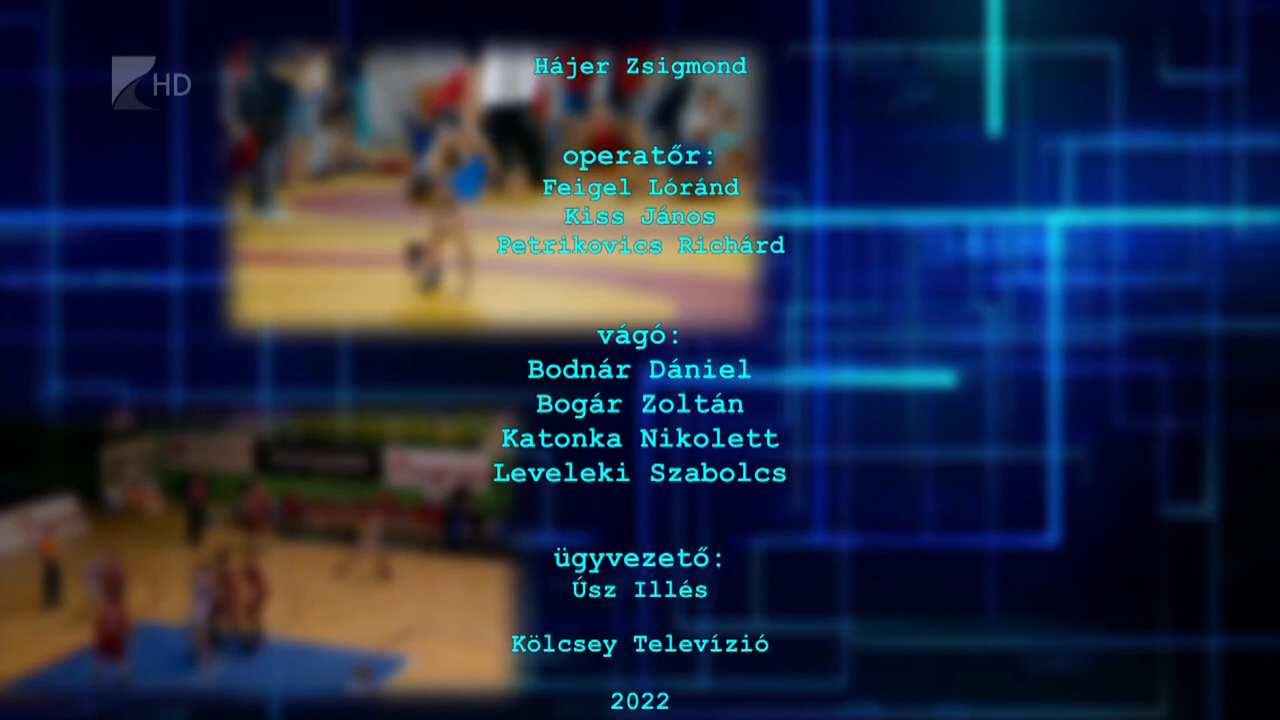 HD
Hájer Zsigmond
operatőr:
Feigel Lóránd
Kiss János
Petrikovics Richárd
vágó:
Bodnár Dániel
Bogár Zoltán
Katonka Nikolett
Leveleki Szabolcs
ügyvezető:
Úsz Illés
Kölcsey Televízió
2022